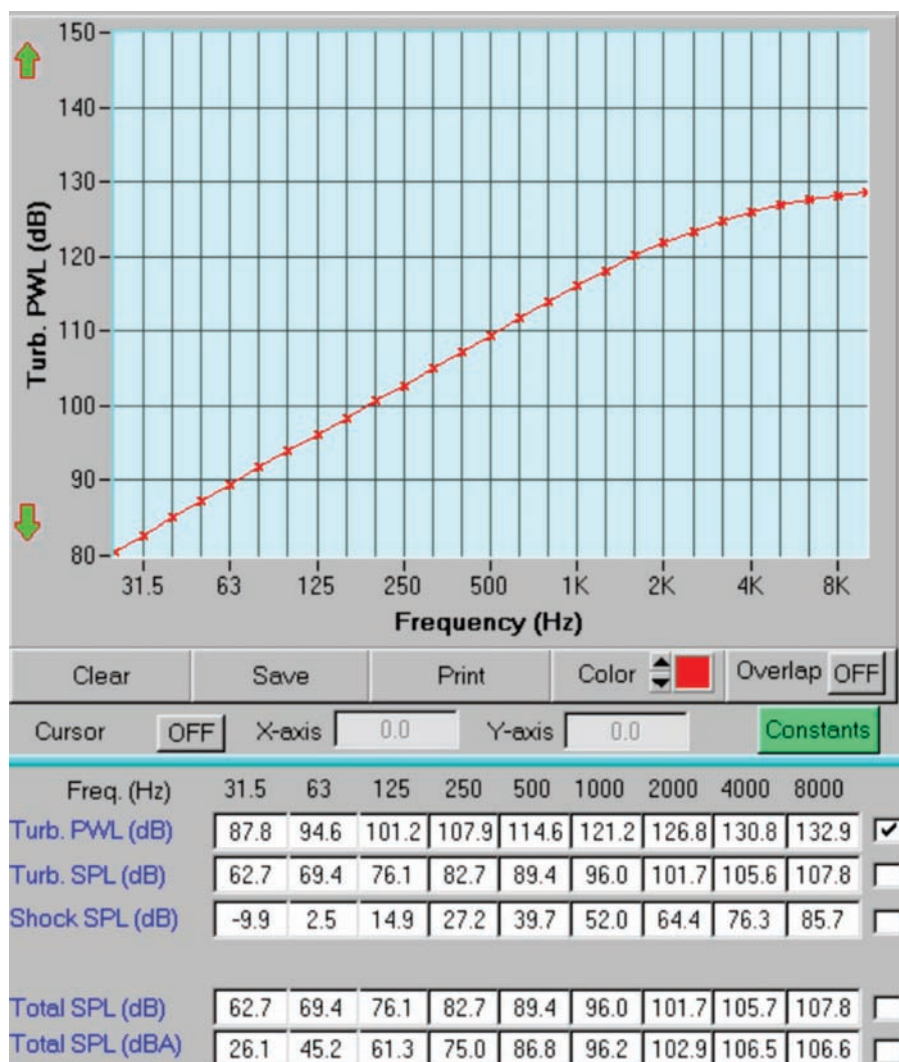 150
140
130
120
110
100
90
80
Turb. PWL (dB)
31.5 63 125 250 500 1K 2K 4K 8K
Frequency (Hz)
Clear Save Print Color Overlap OFF
Cursor OFF X-axis 0.0 Y-axis 0.0 Constants
Freq. (Hz) 31.5 63 125 250 500 1000 2000 4000 8000
Turb. PWL (dB) 87.8 94.6 101.2 107.9 114.6 121.2 126.8 130.8 132.9
Turb. SPL (dB) 62.7 69.4 76.1 82.7 89.4 96.0 101.7 105.6 107.8
Shock SPL (dB) -9.9 2.5 14.9 27.2 39.7 52.0 64.4 76.3 85.7
Total SPL (dB) 62.7 69.4 76.1 82.7 89.4 96.0 101.7 105.7 107.8
Total SPL (dBA) 26.1 45.2 61.3 75.0 86.8 96.2 102.9 106.5 106.6